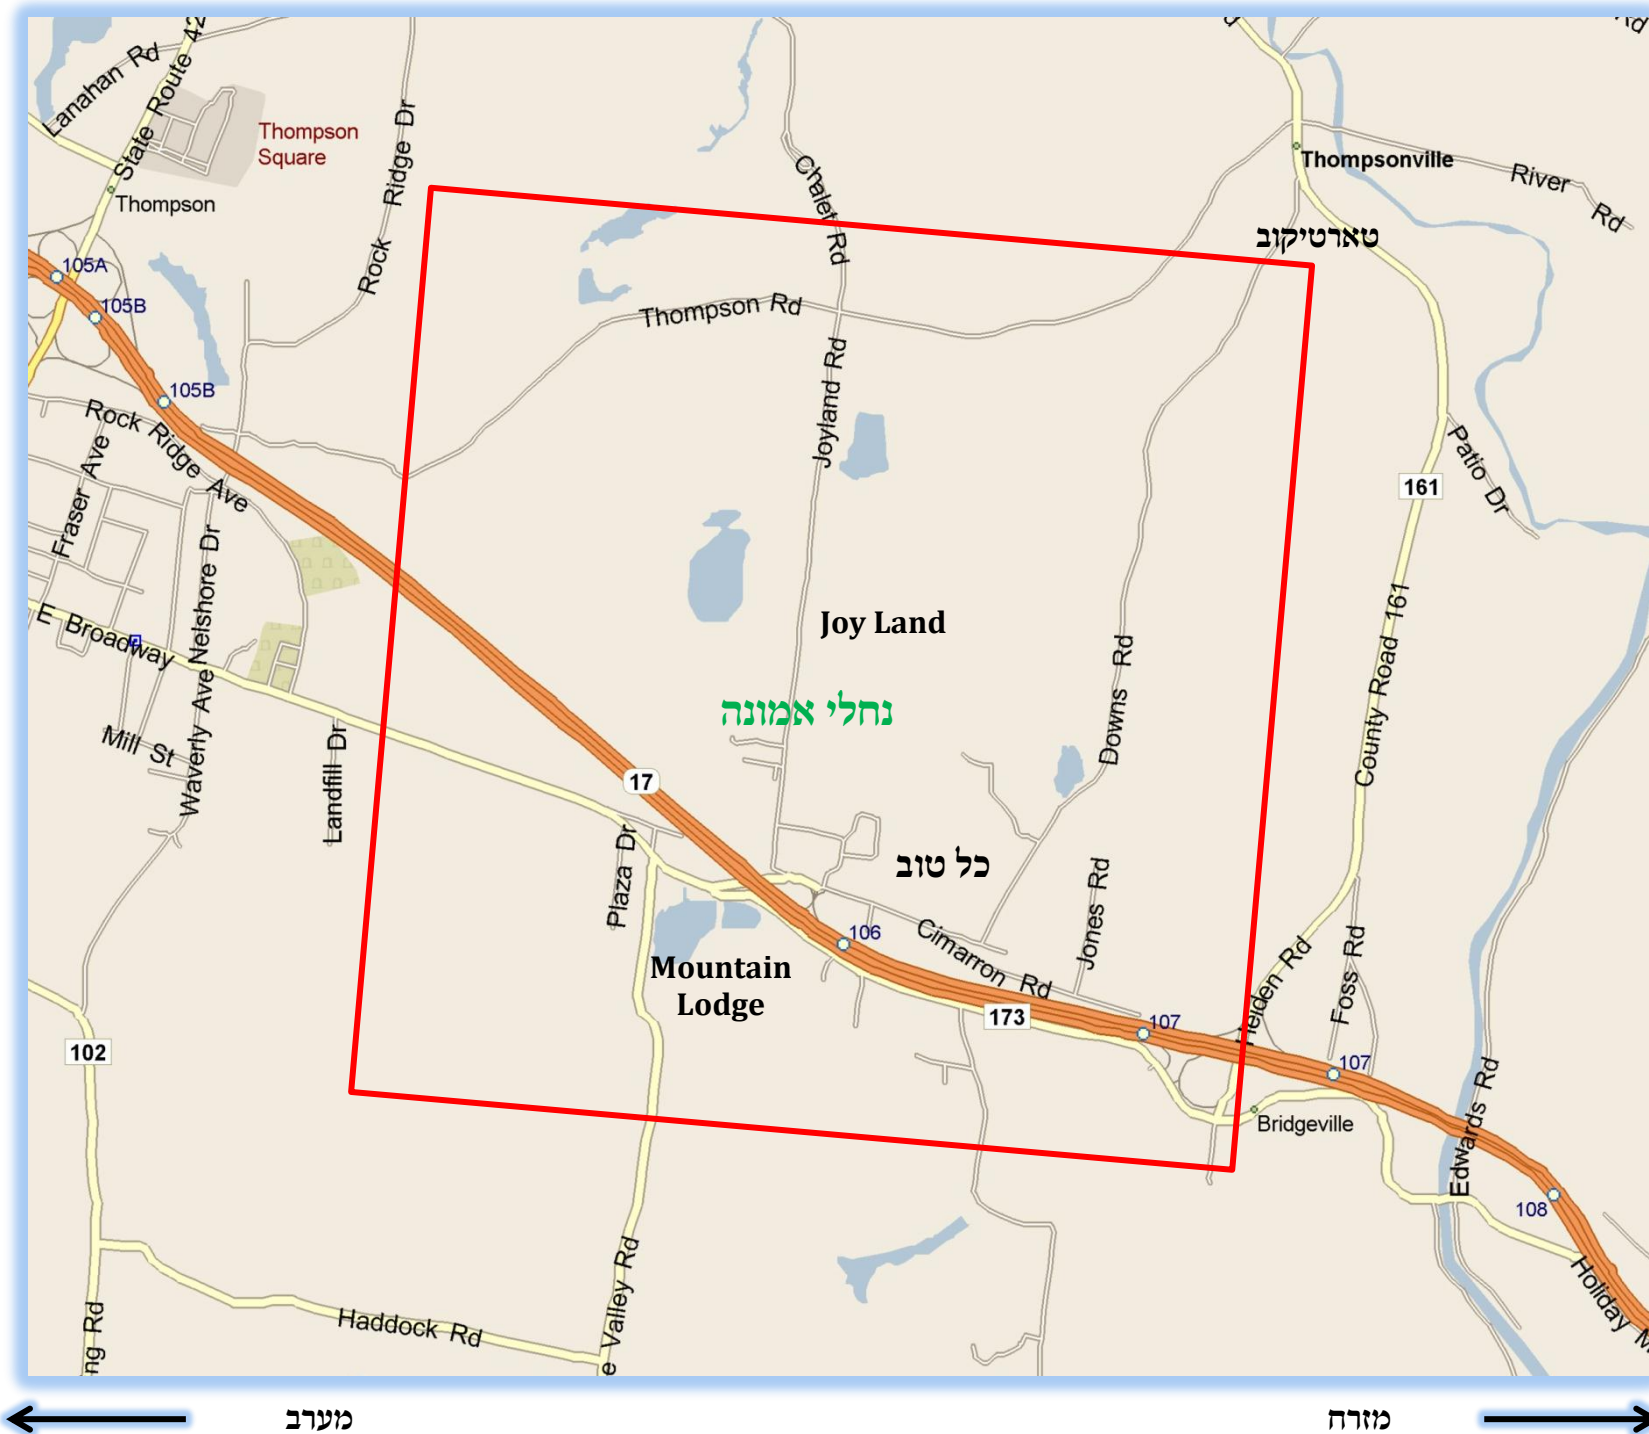 Lanahan Rd
State Route 42
Thompson
Square
Rock Ridge Dr
Thompson
Chalet Rd
Thompsonville
River Rd
טארטיקוב
105A
105B
105B
Thompson Rd
Joyland Rd
Rock Ridge Ave
Fraser Ave
Patio Dr
161
E Broadway
Nelshore Dr
Waverly Ave
Mill St
Landfill Dr
Joy Land
נחלי אמונה
Downs Rd
County Road 161
17
Plaza Dr
כל טוב
Jones Rd
106
Cimarron Rd
Mountain
Lodge
173
Heiden Rd
Foss Rd
107
107
102
Bridgeville
Edwards Rd
108
Holiday M
Haddock Rd
e Valley Rd
ng Rd
Rd
d
מערב
מזרח